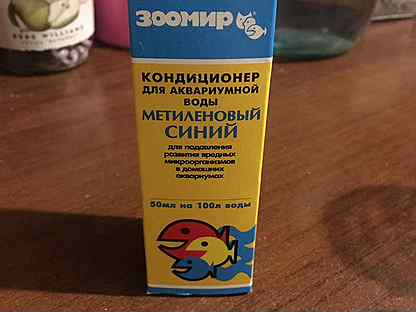 ЗООМИР
КОНДИЦИОНЕР
ДЛЯ АКВАРИУМНОЙ
ВОДЫ
МЕТИЛЕНОВЫЙ
СИНИЙ
для подавления
развития вредных
микроорганизмов
в домашних
аквариумах
50мл на 100л воды